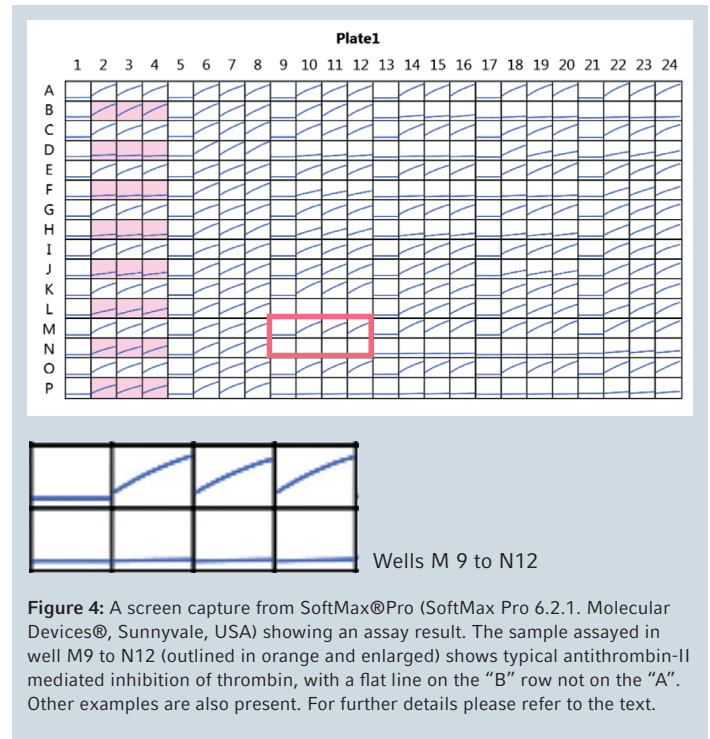 Plate1
1 2 3 4 5 6 7 8 9 10 11 12 13 14 15 16 17 18 19 20 21 22 23 24
A
B
C
D
E
F
G
H
I
J
K
L
M
N
O
P
Wells M 9 to N12
Figure 4: A screen capture from SoftMax®Pro (SoftMax Pro 6.2.1. Molecular
Devices®, Sunnyvale, USA) showing an assay result. The sample assayed in
well M9 to N12 (outlined in orange and enlarged) shows typical antithrombin-II
mediated inhibition of thrombin, with a flat line on the “B” row not on the “A”.
Other examples are also present. For further details please refer to the text.